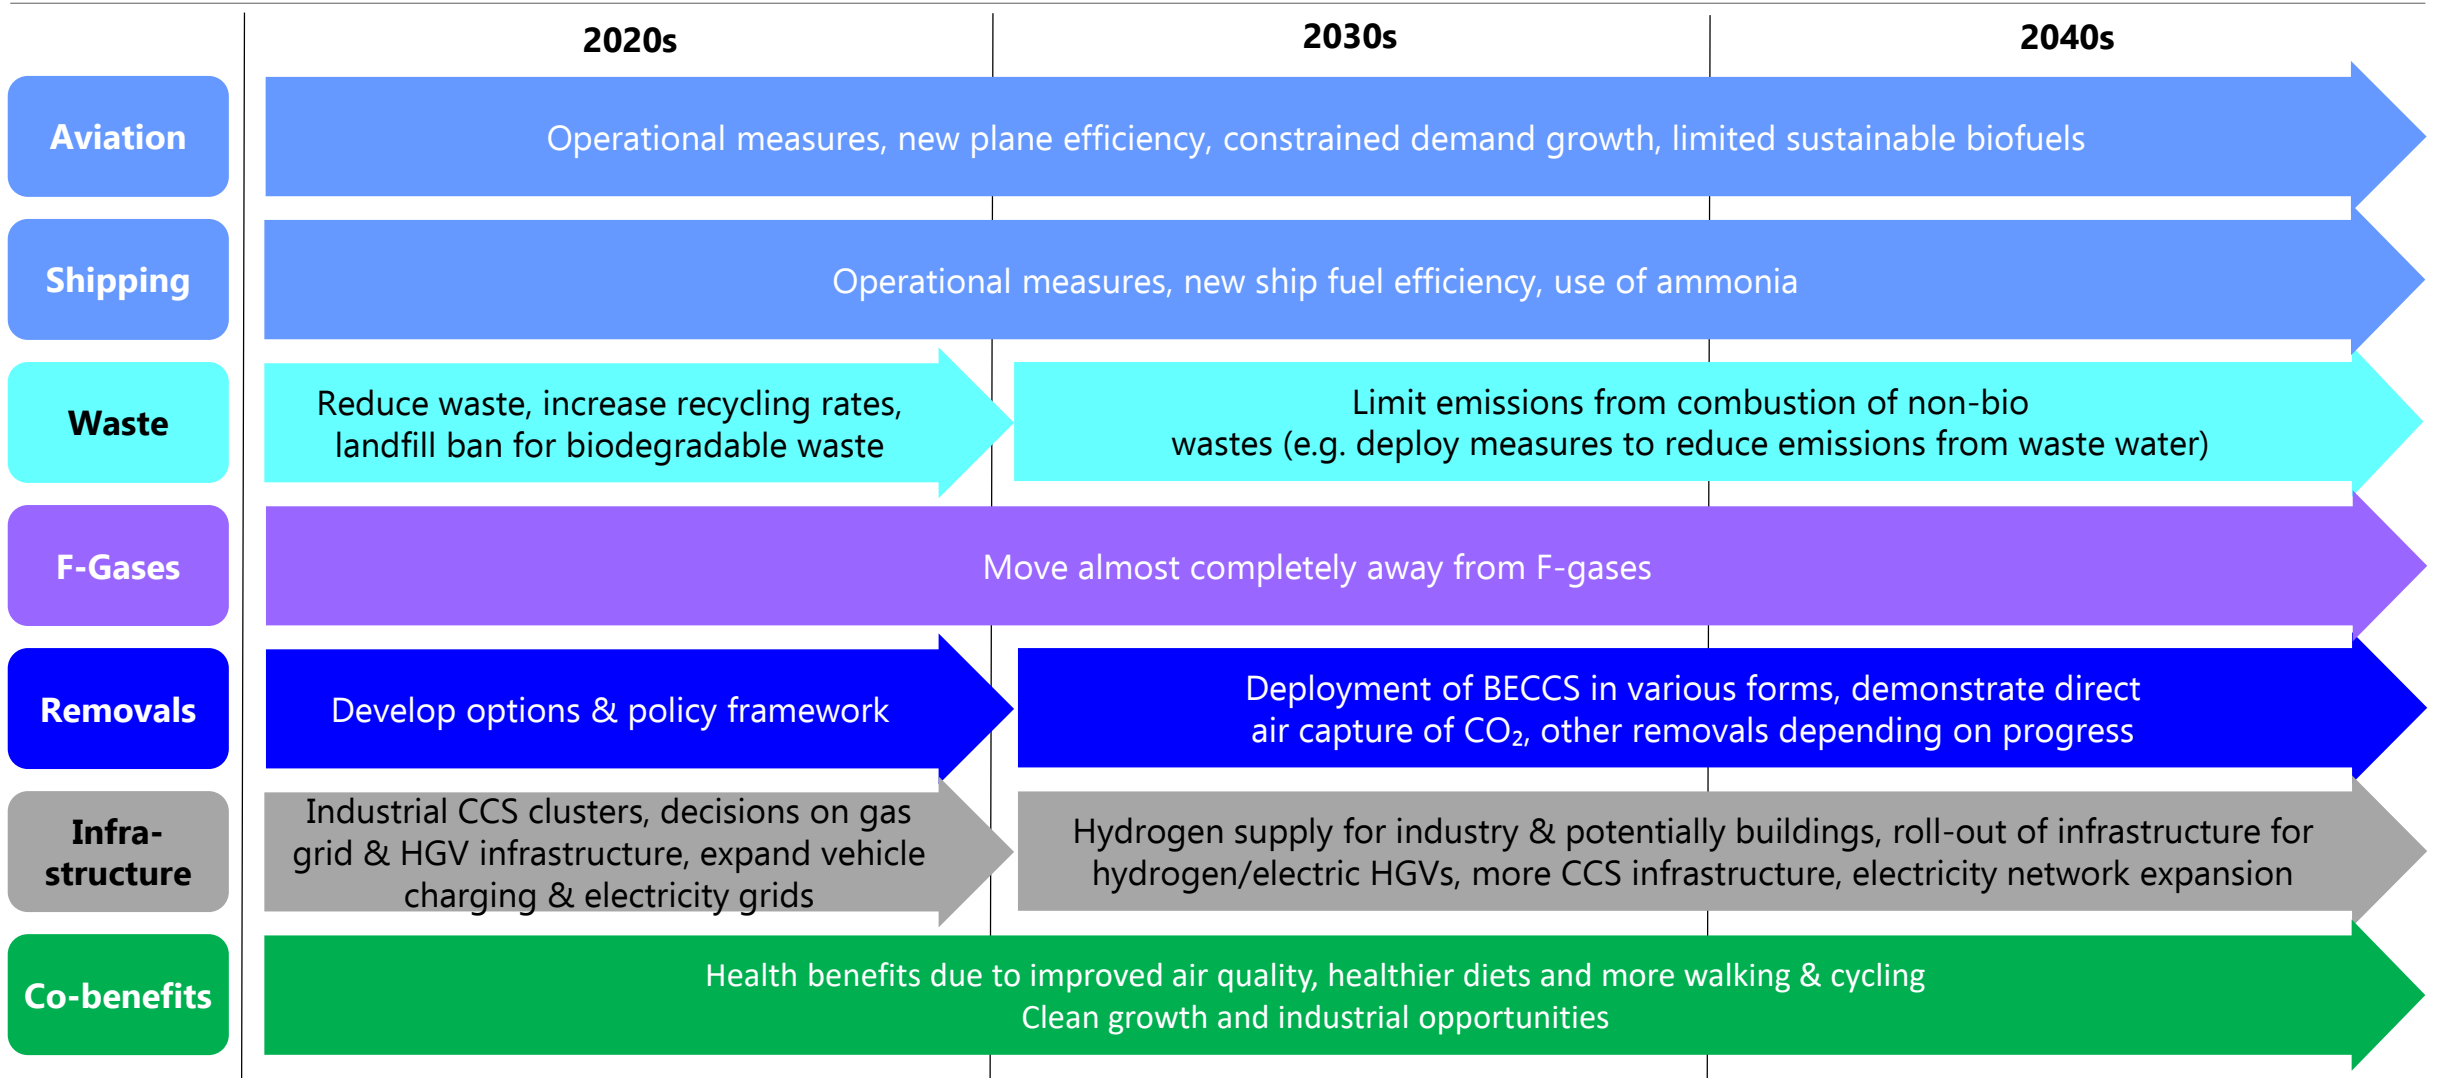 2020s
2030s
2040s
Aviation
Operational measures, new plane efficiency, constrained demand growth, limited sustainable biofuels
Shipping
Operational measures, new ship fuel efficiency, use of ammonia
Waste
Reduce waste, increase recycling rates,
landfill ban for biodegradable waste
Limit emissions from combustion of non-bio
wastes (e.g. deploy measures to reduce emissions from waste water)
F-Gases
Move almost completely away from F-gases
Removals
Develop options & policy framework
Deployment of BECCS in various forms, demonstrate direct
air capture of CO₂, other removals depending on progress
Infra-
structure
Industrial CCS clusters, decisions on gas
grid & HGV infrastructure, expand vehicle
charging & electricity grids
Hydrogen supply for industry & potentially buildings, roll-out of infrastructure for
hydrogen/electric HGVs, more CCS infrastructure, electricity network expansion
Co-benefits
Health benefits due to improved air quality, healthier diets and more walking & cycling
Clean growth and industrial opportunities